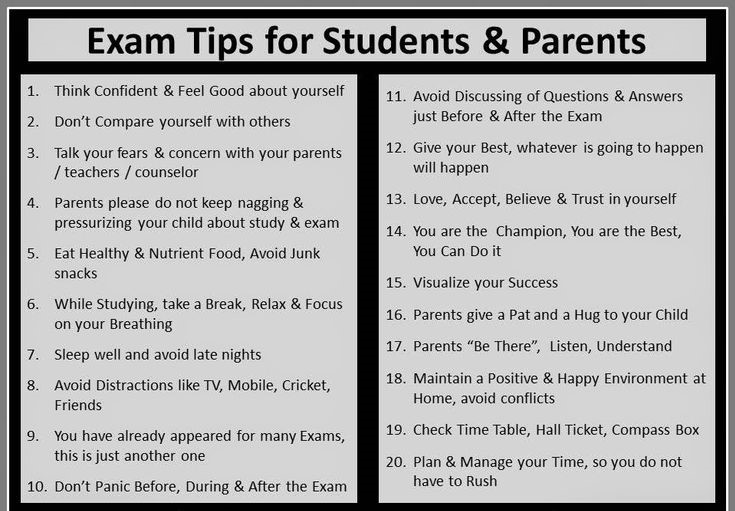 Exam Tips for Students & Parents
1. Think Confident & Feel Good about yourself
2. Don't Compare yourself with others
3. Talk your fears & concern with your parents
/ teachers / counselor
4. Parents please do not keep nagging &
pressurizing your child about study & exam
5. Eat Healthy & Nutrient Food, Avoid Junk
snacks
6. While Studying, take a Break, Relax & Focus
on your Breathing
7. Sleep well and avoid late nights
8. Avoid Distractions like TV, Mobile, Cricket,
Friends
9. You have already appeared for many Exams,
this is just another one
10. Don't Panic Before, During & After the Exam
11. Avoid Discussing of Questions & Answers
just Before & After the Exam
12. Give your Best, whatever is going to happen
will happen
13. Love, Accept, Believe & Trust in yourself
14. You are the Champion, You are the Best,
You Can Do it
15. Visualize your Success
16. Parents give a Pat and a Hug to your Child
17. Parents “Be There”, Listen, Understand
18. Maintain a Positive & Happy Environment at
Home, avoid conflicts
19. Check Time Table, Hall Ticket, Compass Box
20. Plan & Manage your Time, so you do not
have to Rush